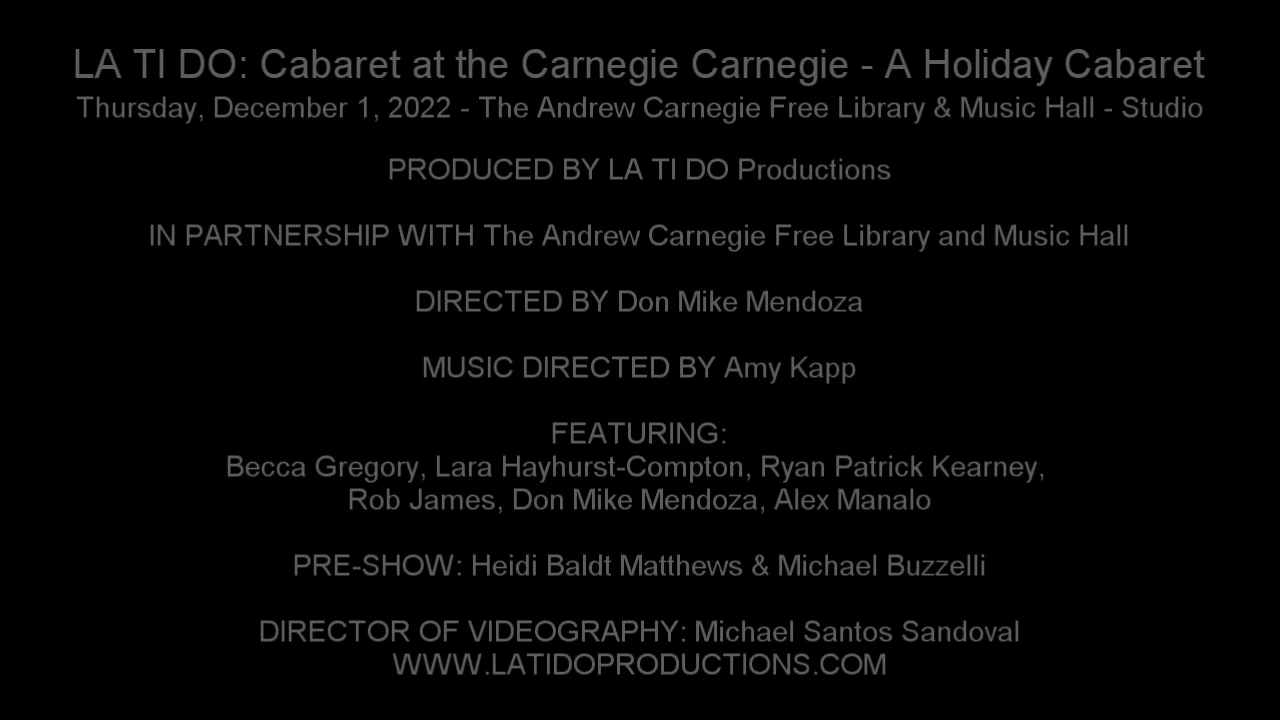 LA TI DO: Cabaret at the Carnegie Carnegie - A Holiday Cabaret
Thursday, December 1, 2022 - The Andrew Carnegie Free Library & Music Hall - Studio
PRODUCED BY LA TI DO Productions
IN PARTNERSHIP WITH The Andrew Carnegie Free Library and Music Hall
DIRECTED BY Don Mike Mendoza
MUSIC DIRECTED BY Amy Kapp
FEATURING:
Becca Gregory, Lara Hayhurst-Compton, Ryan Patrick Kearney,
Rob James, Don Mike Mendoza, Alex Manalo
PRE-SHOW: Heidi Baldt Matthews & Michael Buzzelli
DIRECTOR OF VIDEOGRAPHY: Michael Santos Sandoval
WWW.LATIDOPRODUCTIONS.COM